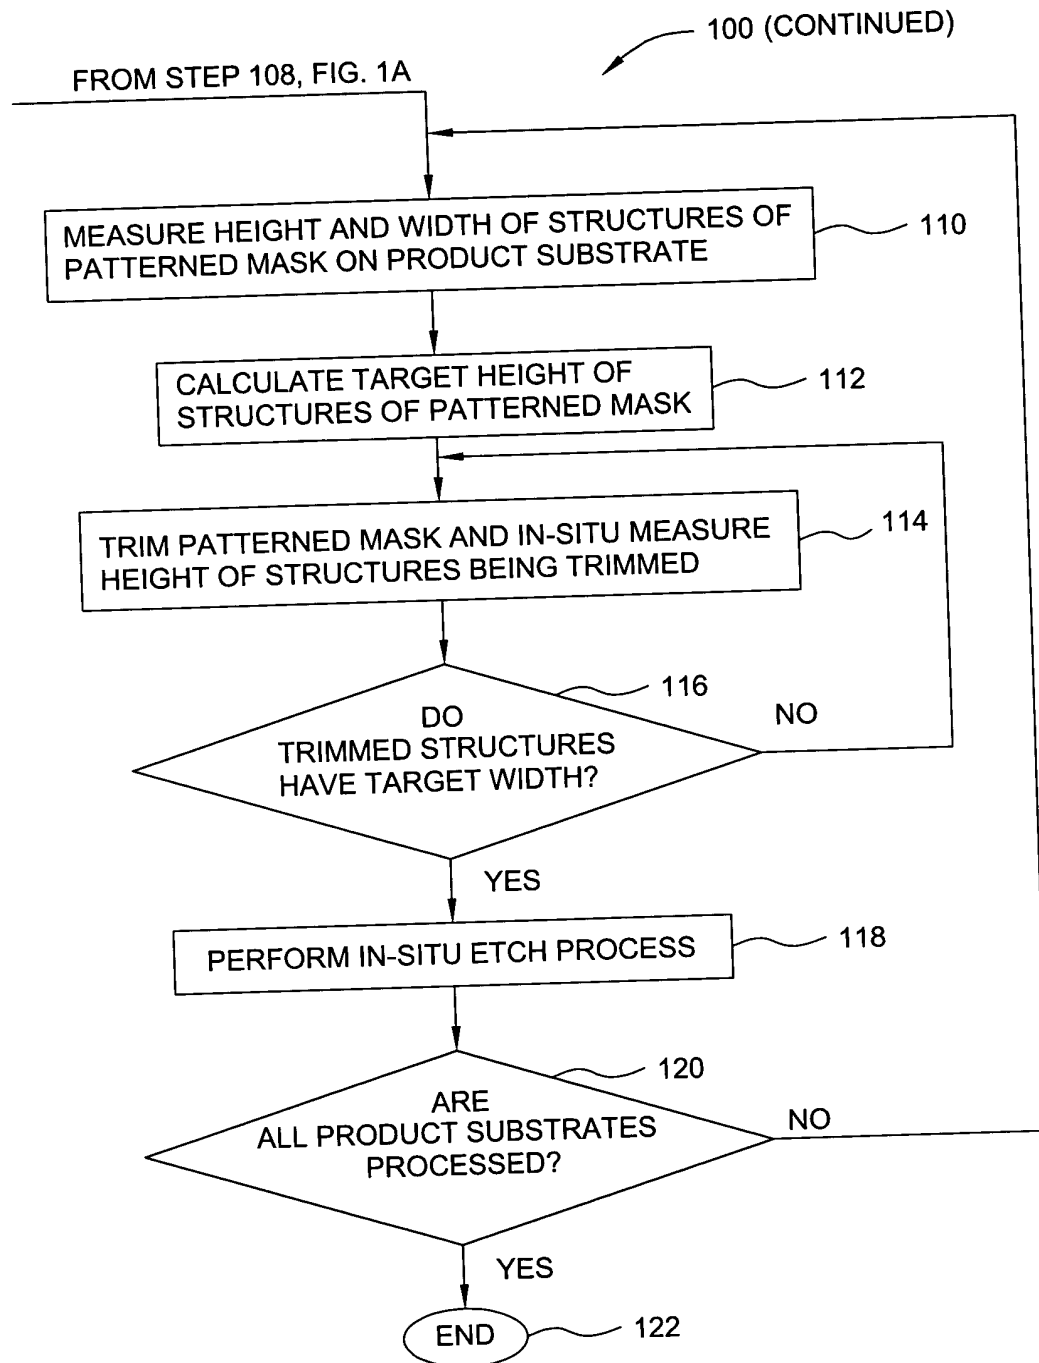 100 (CONTINUED)
FROM STEP 108, FIG. 1A
MEASURE HEIGHT AND WIDTH OF STRUCTURES OF
PATTERNED MASK ON PRODUCT SUBSTRATE
110
CALCULATE TARGET HEIGHT OF
STRUCTURES OF PATTERNED MASK
112
TRIM PATTERNED MASK AND IN-SITU MEASURE
HEIGHT OF STRUCTURES BEING TRIMMED
114
116
DO
TRIMMED STRUCTURES
HAVE TARGET WIDTH?
NO
YES
PERFORM IN-SITU ETCH PROCESS
118
120
ARE
ALL PRODUCT SUBSTRATES
PROCESSED?
NO
YES
END
122